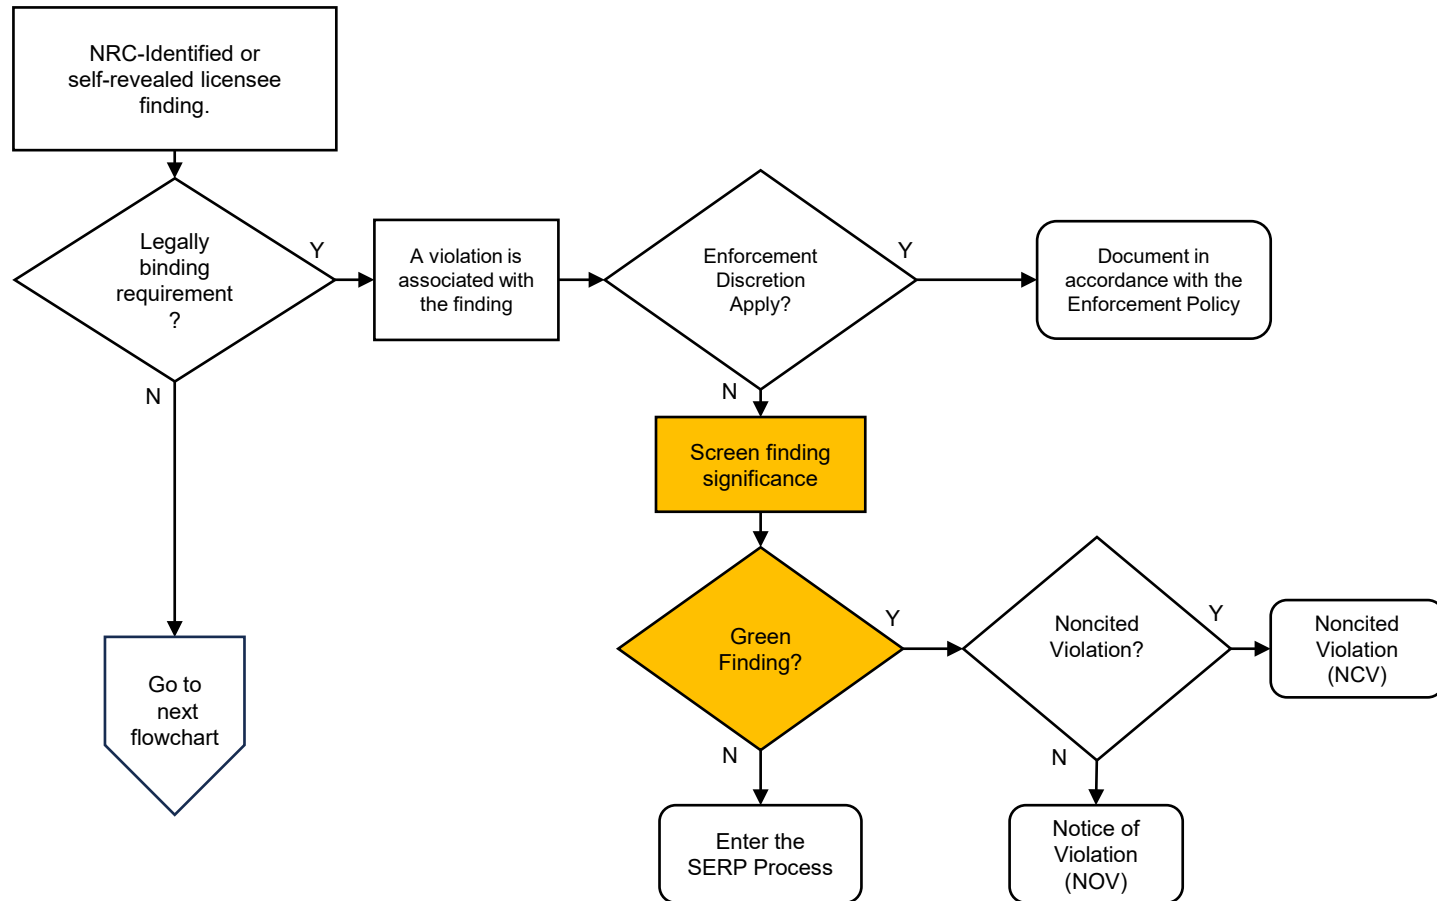 NRC-Identified or
self-revealed licensee
finding.
Legally
binding
requirement
?
Y
N
A violation is
associated with
the finding
Enforcement
Discretion
Apply?
Y
N
Document in
accordance with the
Enforcement Policy
Screen finding
significance
Green
Finding?
Y
N
Noncited
Violation?
Y
N
Noncited
Violation
(NCV)
Go to
next
flowchart
Enter the
SERP Process
Notice of
Violation
(NOV)